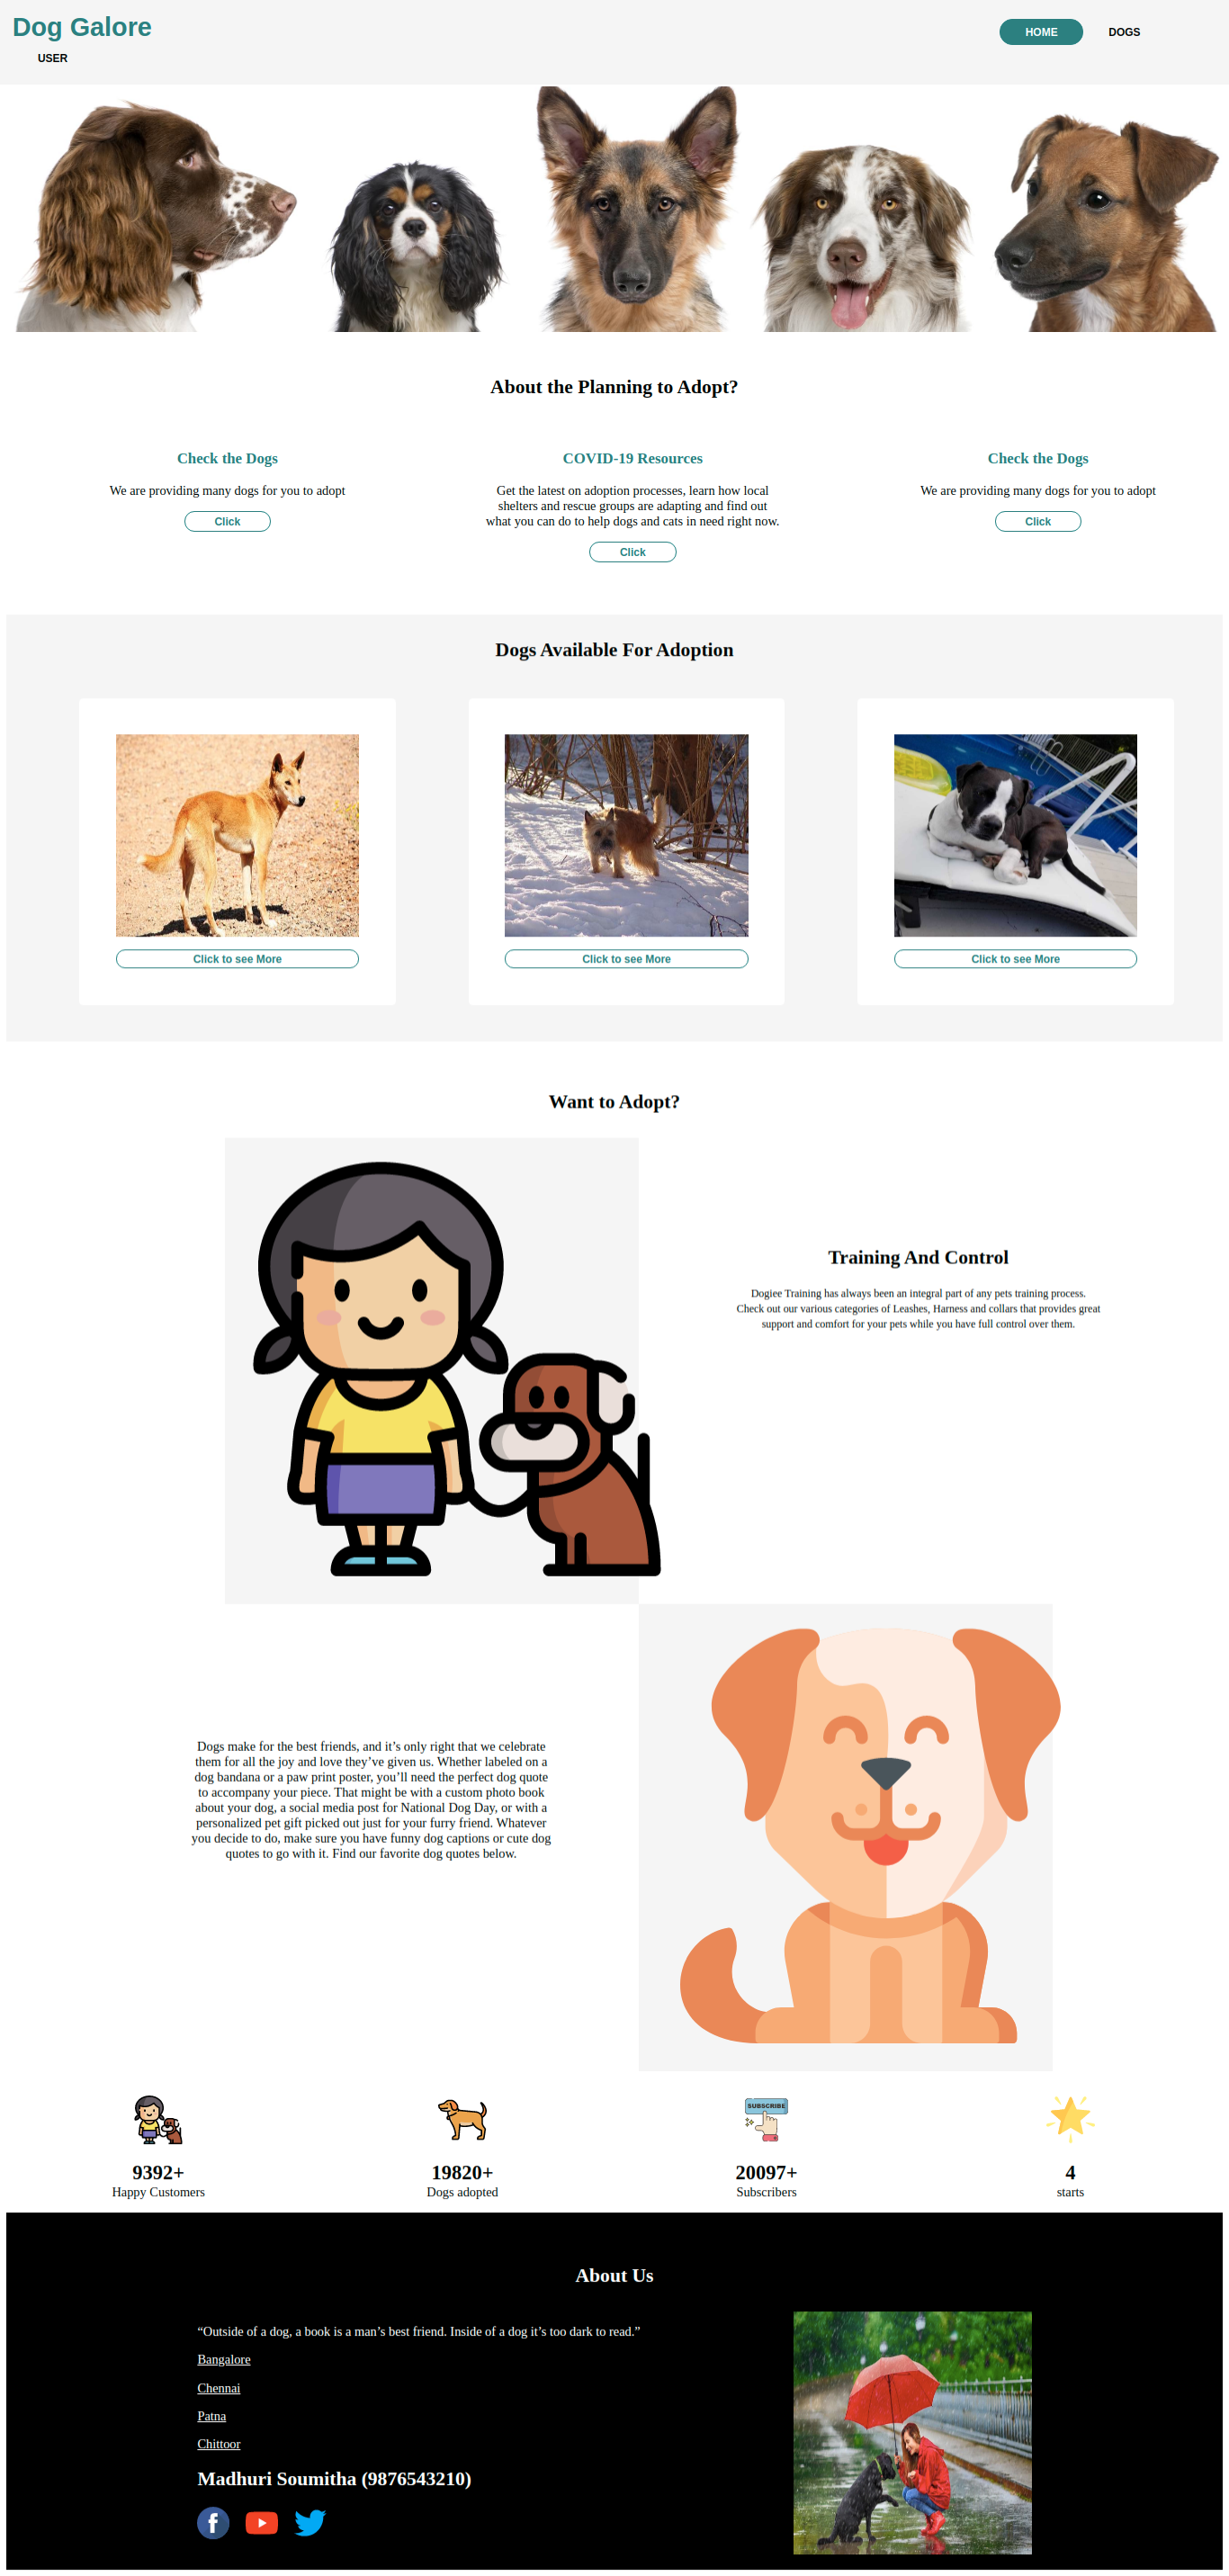 Dog Galore
HOME
DOGS
USER
About the Planning to Adopt?
Check the Dogs
We are providing many dogs for you to adopt
Click
COVID-19 Resources
Get the latest on adoption processes, learn how local
shelters and rescue groups are adapting and find out
what you can do to help dogs and cats in need right now.
Click
Check the Dogs
We are providing many dogs for you to adopt
Click
Dogs Available For Adoption
Click to see More
Click to see More
Click to see More
Want to Adopt?
Training And Control
Dogiee Training has always been an integral part of any pets training process.
Check out our various categories of Leashes, Harness and collars that provides great
support and comfort for your pets while you have full control over them.
Dogs make for the best friends, and it’s only right that we celebrate
them for all the joy and love they’ve given us. Whether labeled on a
dog bandana or a paw print poster, you’ll need the perfect dog quote
to accompany your piece. That might be with a custom photo book
about your dog, a social media post for National Dog Day, or with a
personalized pet gift picked out just for your furry friend. Whatever
you decide to do, make sure you have funny dog captions or cute dog
quotes to go with it. Find our favorite dog quotes below.
9392+
Happy Customers
19820+
Dogs adopted
SUBSCRIBE
20097+
Subscribers
4
starts
About Us
“Outside of a dog, a book is a man’s best friend. Inside of a dog it’s too dark to read.”
Bangalore
Chennai
Patna
Chittoor
Madhuri Soumitha (9876543210)